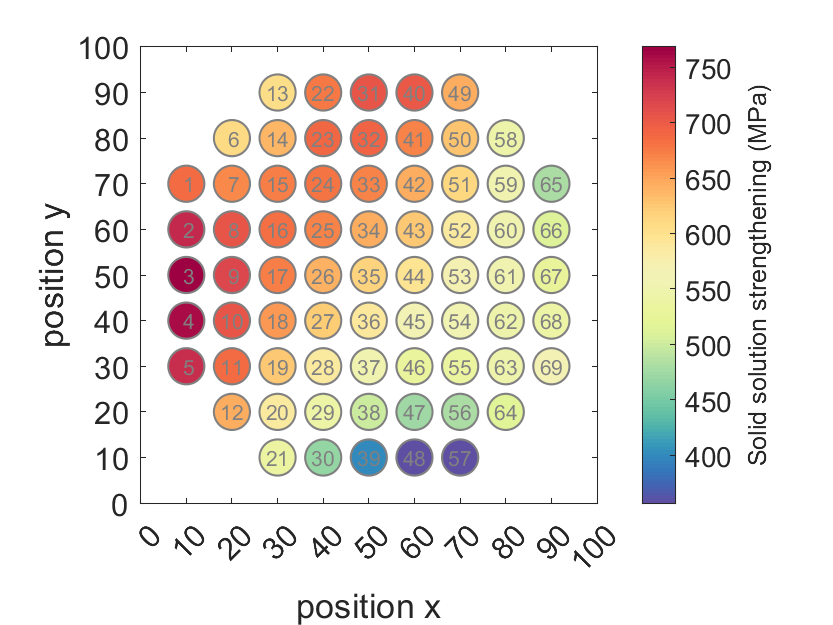 100
90
80
70
60
50
40
30
20
10
0
position y
13 22 31 40 49
6 14 23 32 41 50 58
1 7 15 24 33 42 51 59 65
2 8 16 25 34 43 52 60 66
3 9 17 26 35 44 53 61 67
4 10 18 27 36 45 54 62 68
5 11 19 28 37 46 55 63 69
12 20 29 38 47 56 64
21 30 39 48 57
0 10 20 30 40 50 60 70 80 90 100
position x
750
700
650
600
550
500
450
400
Solid solution strengthening (MPa)